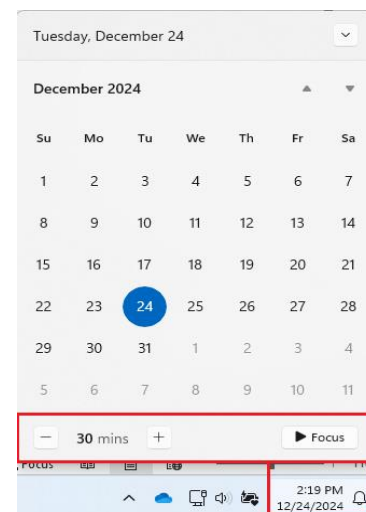 Tuesday, December 24
December 2024
Su Mo Tu We Th Fr Sa
1 2 3 4 5 6 7
8 9 10 11 12 13 14
15 16 17 18 19 20 21
22 23 24 25 26 27 28
29 30 31 1 2 3 4
5 6 7 8 9 10 11
30 mins Focus
Focus
2:19 PM
12/24/2024